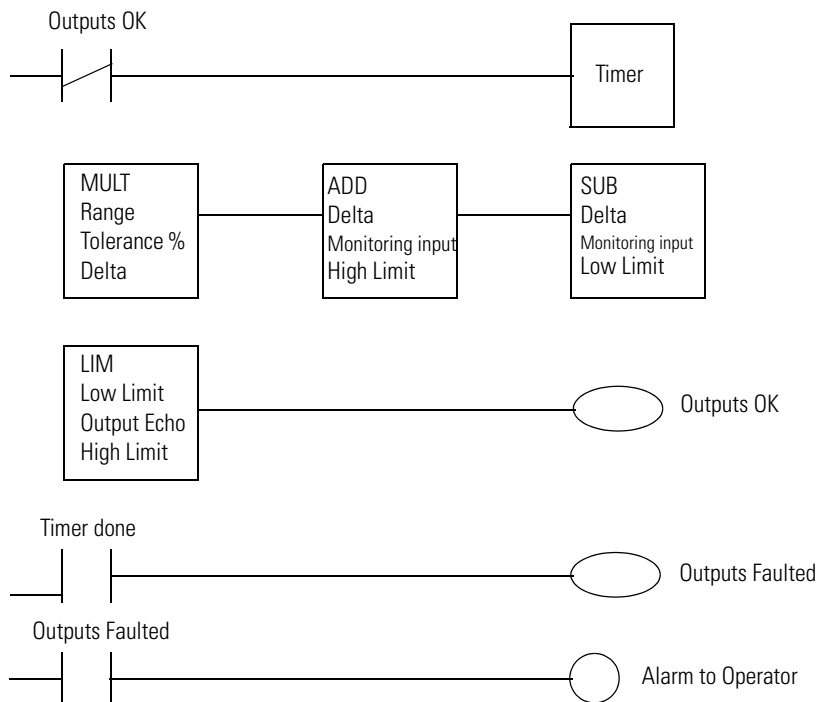 Outputs OK
Timer
MULT
Range
Tolerance %
Delta
ADD
Delta
Monitoring input
High Limit
SUB
Delta
Monitoring input
Low Limit
LIM
Low Limit
Output Echo
High Limit
Outputs OK
Timer done
Outputs Faulted
Outputs Faulted
Alarm to Operator